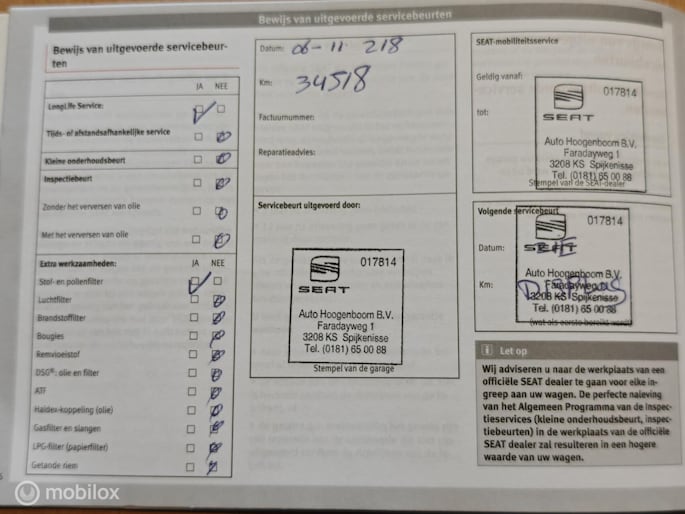 Bewijs van uitgevoerde servicebeurten
Bewijs van uitgevoerde servicebeur-
ten
JA NEE
LongLife Service:
Tijds- of afstandsafhankelijke service
Kleine onderhoudsbeurt
Inspectiebeurt
Zonder het verversen van olie
Met het verversen van olie
Extra werkzaamheden: JA NEE
Stof- en pollenfilter
Luchtfilter
Brandstoffilter
Bougies
Remvloeistof
DSG®: olie en filter
ATF
Haldex-koppeling (olie)
Gasfilter en slangen
LPG-filter (papierfilter)
Getande riem
Datum: 06-11 218
Km: 34518
Factuurnummer:
Reparatieadvies:
Servicebeurt uitgevoerd door:
017814
SEAT
Auto Hoogenboom B.V.
Faradayweg 1
3208 KS Spijkenisse
Tel. (0181) 65 00 88
Stempel van de garage
SEAT-mobiliteitsservice
Geldig vanaf:
017814
tot:
SEAT
Auto Hoogenboom B.V.
Faradayweg 1
3208 KS Spijkenisse
Tel. (0181) 65 00 88
Stempel van de SEAT-dealer
Volgende servicebeurt
017814
Datum:
SEAT
Auto Hoogenboom B.V.
Km:
Faradayweg 1
3208 KS Spijkenisse
Tel. (0181) 65 00 88
(wat als eerste bereikt wordt)
i Let op
Wij adviseren u naar de werkplaats van een
officiële SEAT dealer te gaan voor elke in-
greep aan uw wagen. De perfecte naleving
van het Algemeen Programma van de inspec-
tieservices (kleine onderhoudsbeurt, inspec-
tiebeurten) in de werkplaats van de officiële
SEAT dealer zal resulteren in een hogere
waarde van uw wagen.
mobilox